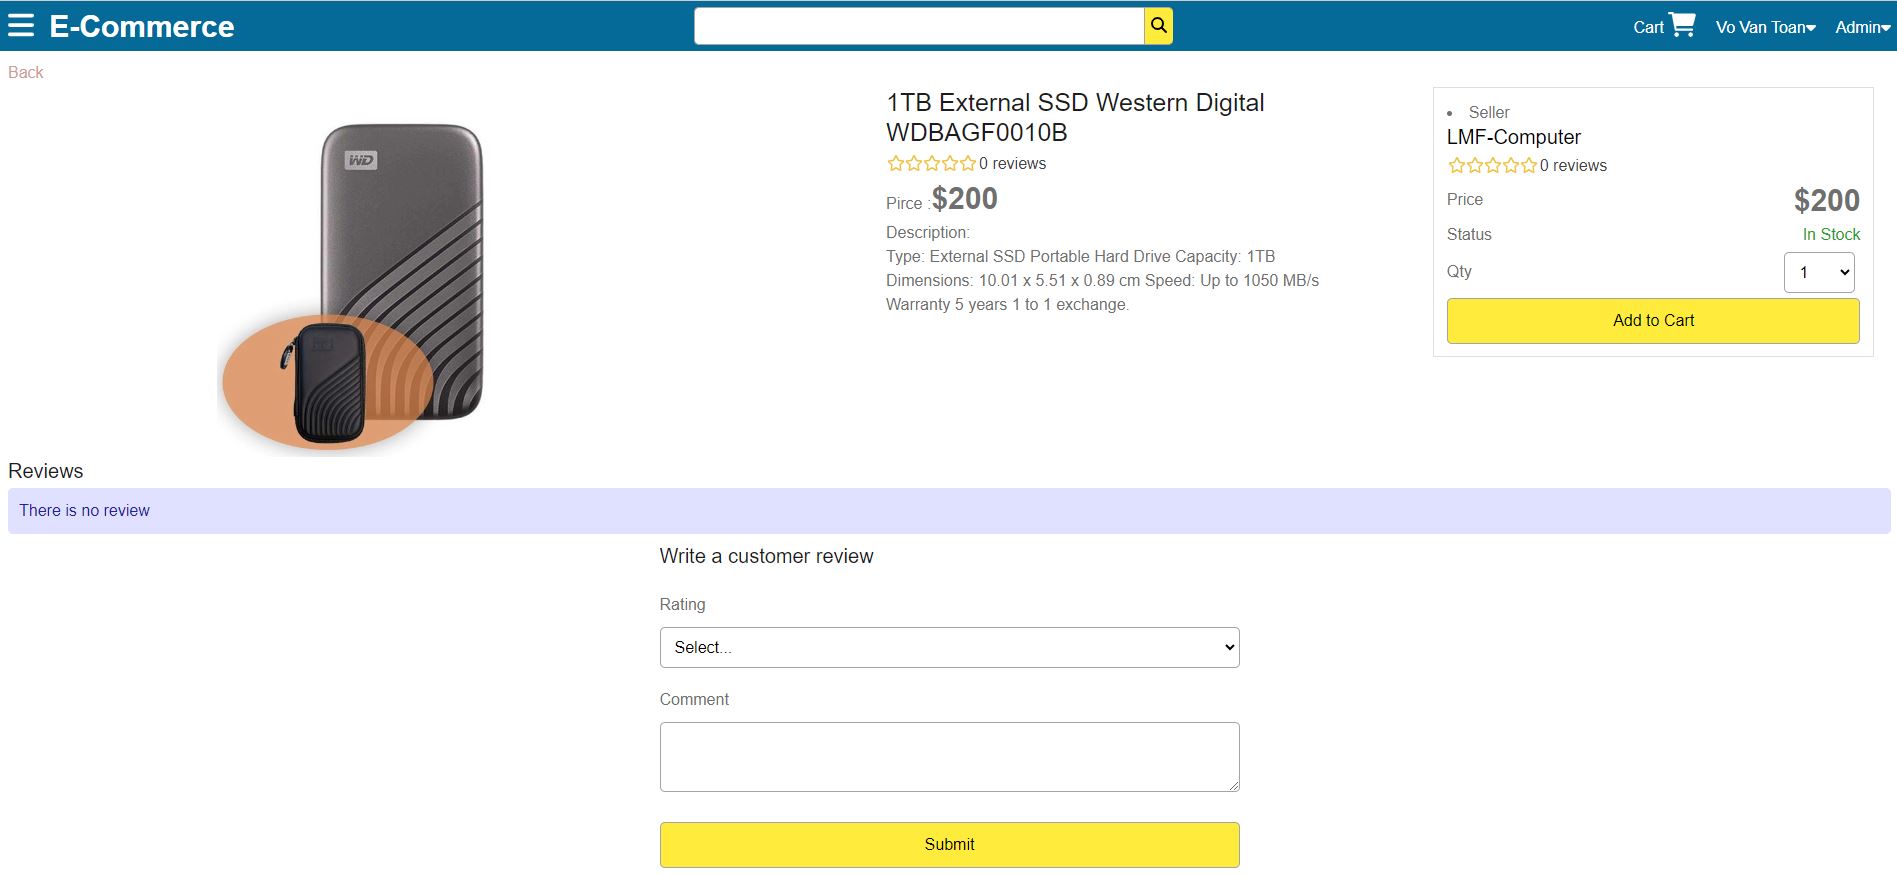 E-Commerce
Cart
Vo Van Toan
Admin
Back
WD
1TB External SSD Western Digital
WDBAGF0010B
0 reviews
Pirce :$200
Description:
Type: External SSD Portable Hard Drive Capacity: 1TB
Dimensions: 10.01 x 5.51 x 0.89 cm Speed: Up to 1050 MB/s
Warranty 5 years 1 to 1 exchange.
Seller
LMF-Computer
0 reviews
Price $200
Status In Stock
Qty 1
Add to Cart
Reviews
There is no review
Write a customer review
Rating
Select...
Comment
Submit